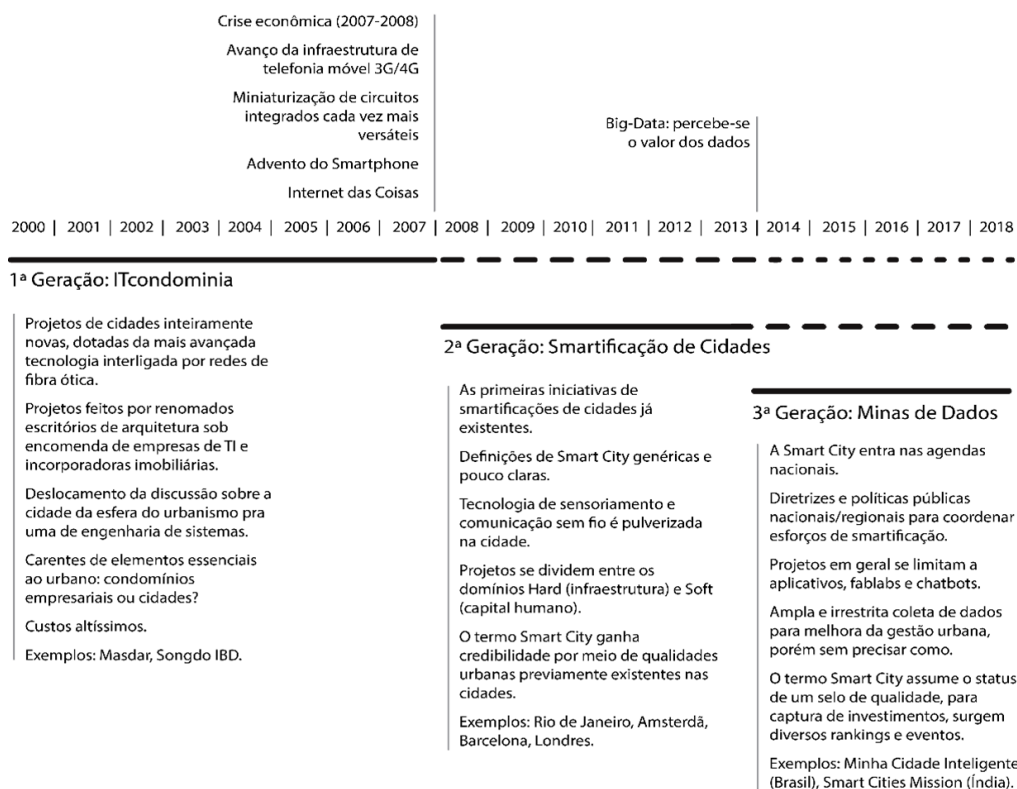 Crise econômica (2007-2008)
Avanço da infraestrutura de
telefonia móvel 3G/4G
Miniaturização de circuitos
integrados cada vez mais
versáteis
Advento do Smartphone
Internet das Coisas
Big-Data: percebe-se
o valor dos dados
2000 | 2001 | 2002 | 2003 | 2004 | 2005 | 2006 | 2007 | 2008 | 2009 | 2010 | 2011 | 2012 | 2013 | 2014 | 2015 | 2016 | 2017 | 2018
1ª Geração: ITcondominia
Projetos de cidades inteiramente
novas, dotadas da mais avançada
tecnologia interligada por redes de
fibra ótica.
Projetos feitos por renomados
escritórios de arquitetura sob
encomenda de empresas de TI e
incorporadoras imobiliárias.
Deslocamento da discussão sobre a
cidade da esfera do urbanismo pra
uma de engenharia de sistemas.
Carentes de elementos essenciais
ao urbano: condomínios
empresariais ou cidades?
Custos altíssimos.
Exemplos: Masdar, Songdo IBD.
2ª Geração: Smartificação de Cidades
As primeiras iniciativas de
smartificações de cidades já
existentes.
Definições de Smart City genéricas e
pouco claras.
Tecnologia de sensoriamento e
comunicação sem fio é pulverizada
na cidade.
Projetos se dividem entre os
domínios Hard (infraestrutura) e Soft
(capital humano).
O termo Smart City ganha
credibilidade por meio de qualidades
urbanas previamente existentes nas
cidades.
Exemplos: Rio de Janeiro, Amsterdã,
Barcelona, Londres.
3ª Geração: Minas de Dados
A Smart City entra nas agendas
nacionais.
Diretrizes e políticas públicas
nacionais/regionais para coordenar
esforços de smartificação.
Projetos em geral se limitam a
aplicativos, fablabs e chatbots.
Ampla e irrestrita coleta de dados
para melhora da gestão urbana,
porém sem precisar como.
O termo Smart City assume o status
de um selo de qualidade, para
captura de investimentos, surgem
diversos rankings e eventos.
Exemplos: Minha Cidade Inteligente
(Brasil), Smart Cities Mission (Índia).